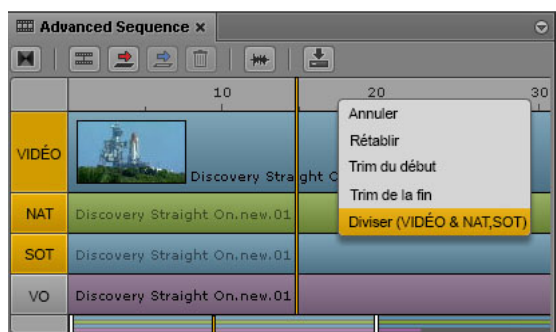 Advanced Sequence ×
10 20 30
Annuler
Rétablir
Trim du début
Trim de la fin
Diviser (VIDÉO & NAT,SOT)
VIDÉO
Discovery Straight O
NAT
Discovery Straight On.new.01
SOT
Discovery Straight On.new.01
VO
Discovery Straight On.new.01